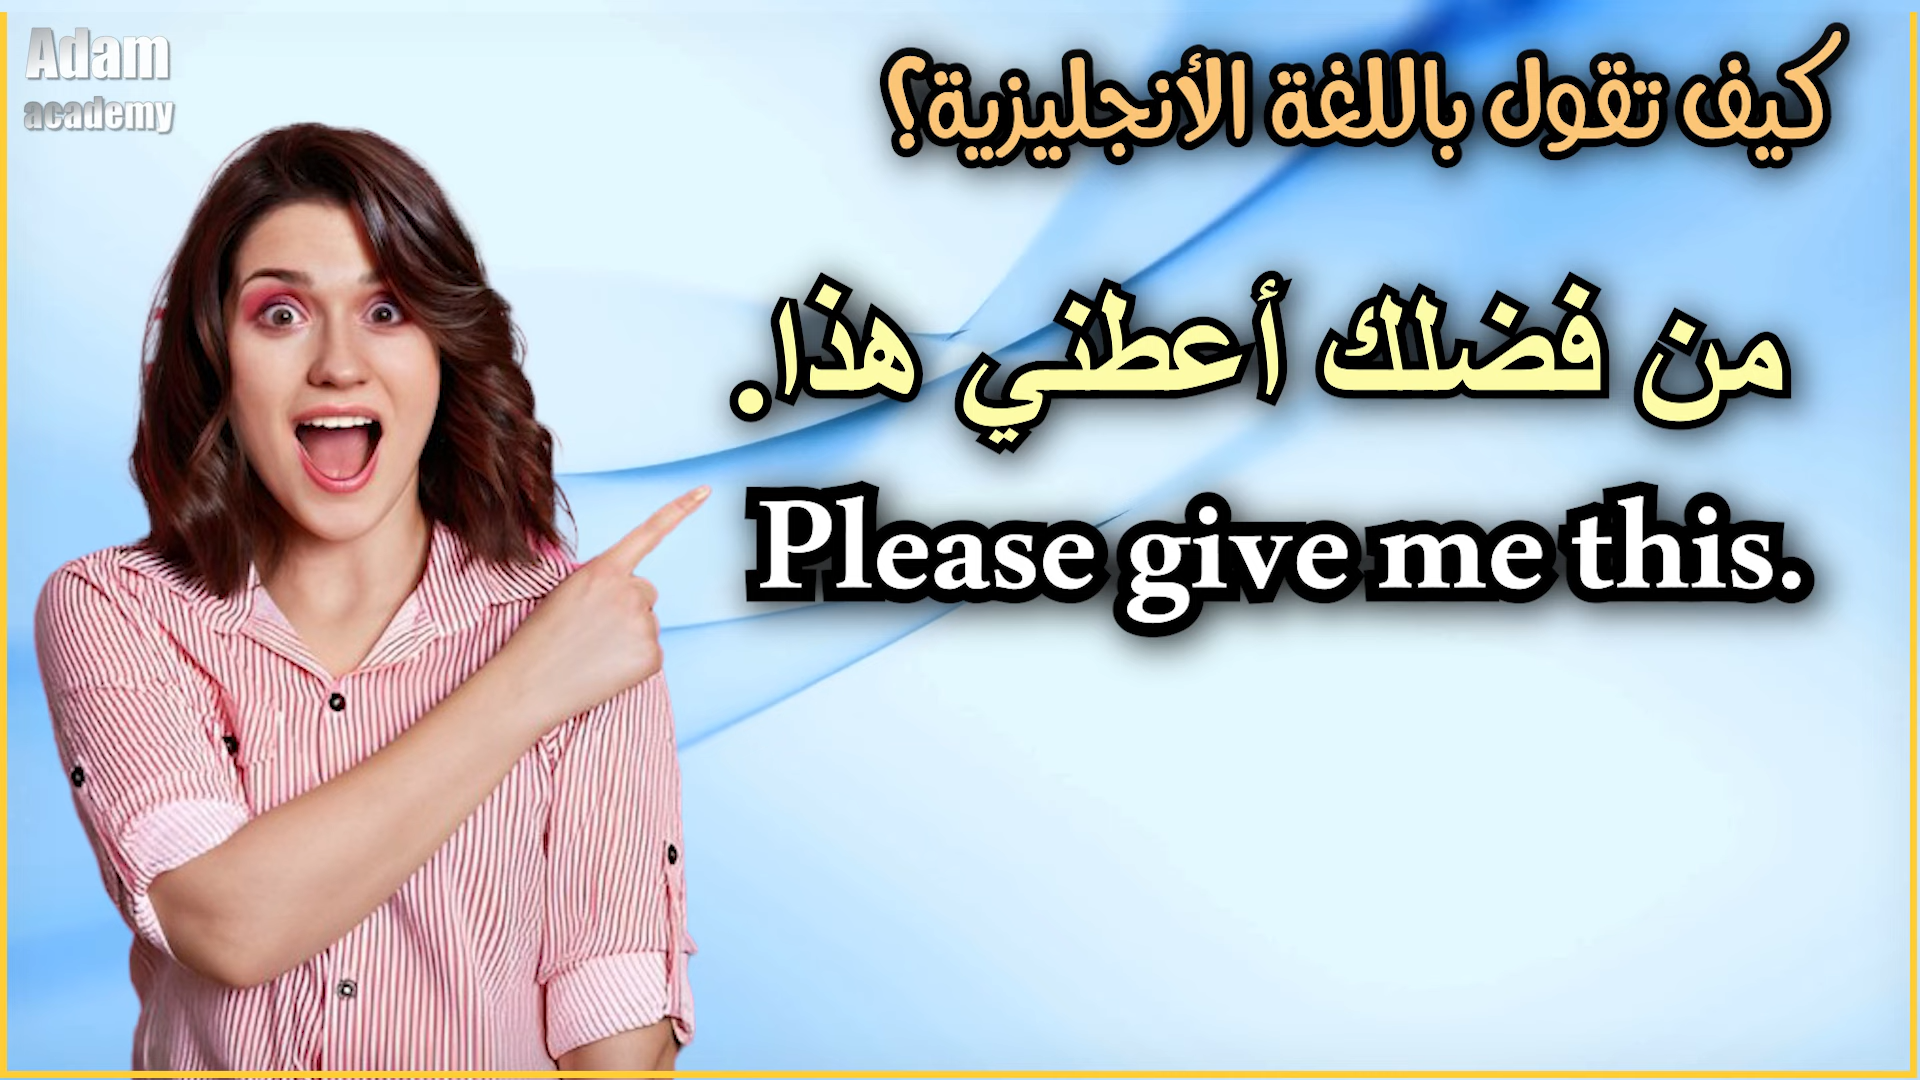 Adam
academy
كيف تقول باللغة الأنجليزية؟
من فضلك أعطني هذا.
Please give me this.